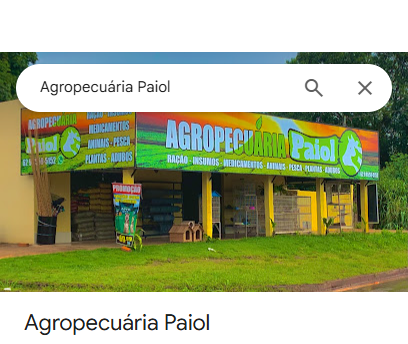 Agropecuária Paiol
AGROPECUÁRIA
Paiol
MEDICAMENTOS
ANIMAIS - PESCA
PLANTAS - ADUBOS
AGROPECUÁRIA Paiol
RAÇÃO - INSUMOS - MEDICAMENTOS - ANIMAIS - PESCA - PLANTAS - ADUBOS
PROMOÇÃO
Agropecuária Paiol